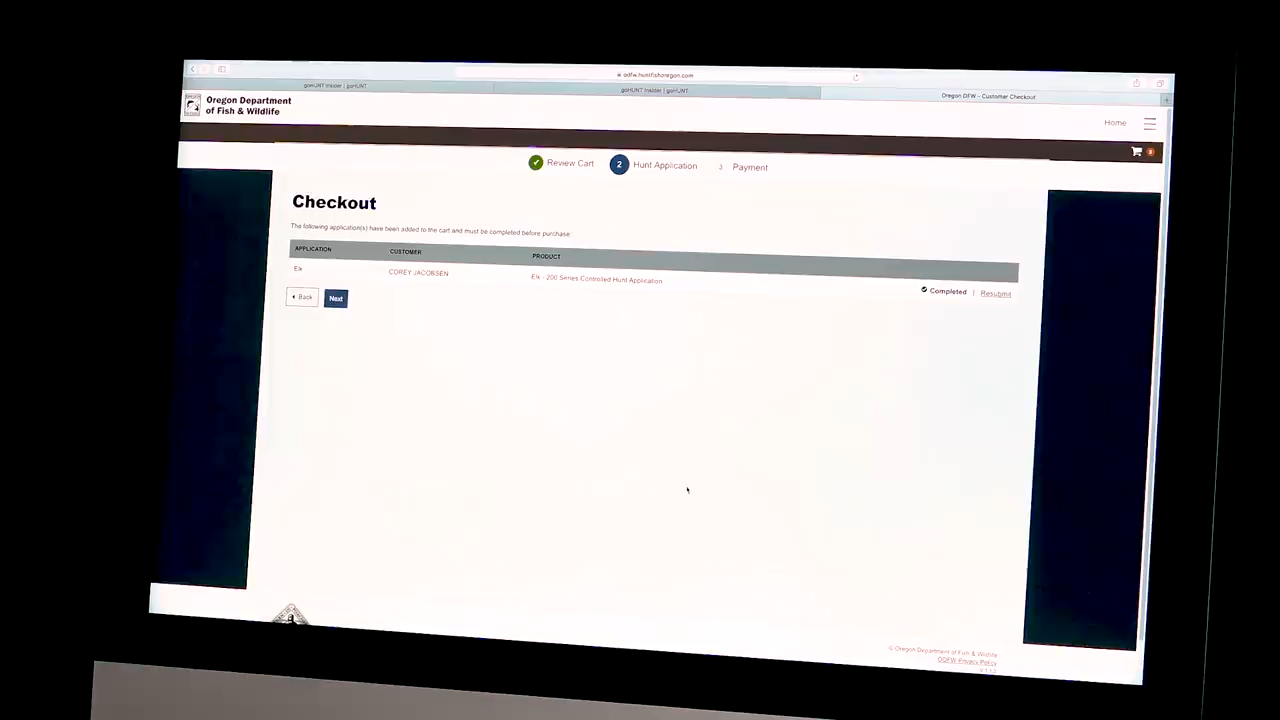 odfw.huntfishoregon.com
goHUNT Insider | goHUNT
goHUNT Insider | goHUNT
Oregon DFW – Customer Checkout
Oregon Department
of Fish & Wildlife
Home
✓ Review Cart 2 Hunt Application 3 Payment
Checkout
The following application(s) have been added to the cart and must be completed before purchase:
APPLICATION CUSTOMER PRODUCT
Elk COREY JACOBSEN Elk - 200 Series Controlled Hunt Application
Completed | Resubmit
Back Next
© Oregon Department of Fish & Wildlife
ODFW Privacy Policy